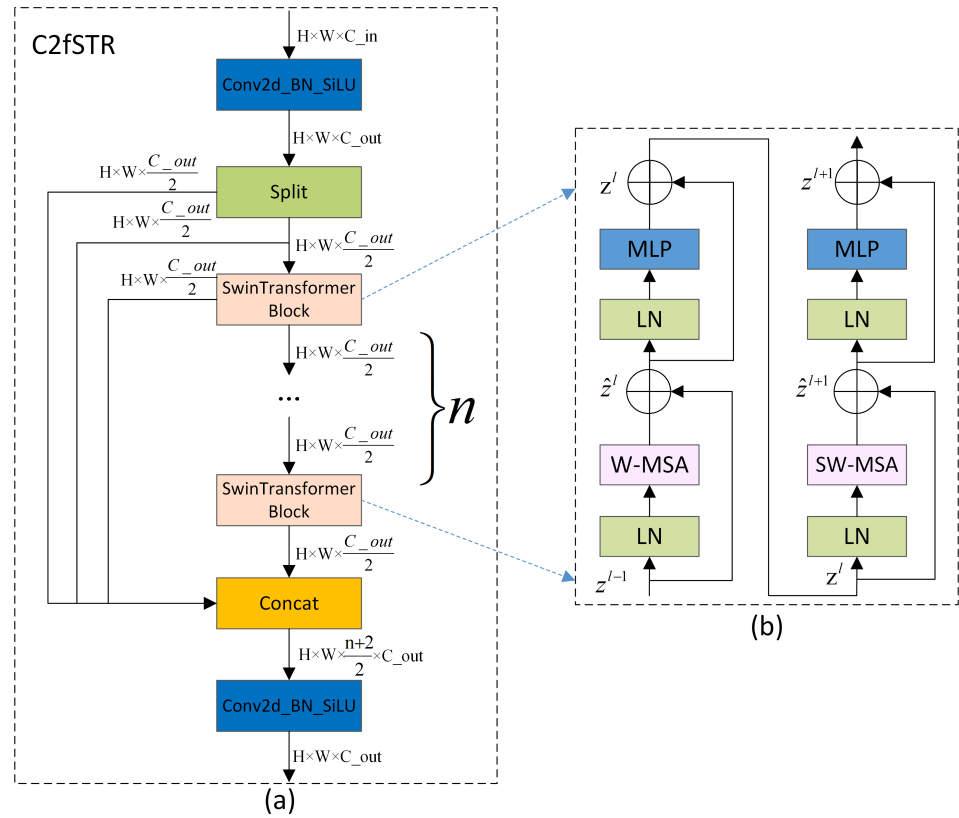 C2fSTR
H×W×C_in
Conv2d_BN_SiLU
H×W×C_out
H×W×C_out/2
Split
H×W×C_out/2
H×W×C_out/2
H×W×C_out/2
SwinTransformer
Block
H×W×C_out/2
...
n
H×W×C_out/2
SwinTransformer
Block
H×W×C_out/2
Concat
H×W×n+2/2×C_out
Conv2d_BN_SiLU
H×W×C_out
(a)
z^l
MLP
LN
ẑ^l
W-MSA
LN
z^{l−1}
z^{l+1}
MLP
LN
ẑ^{l+1}
SW-MSA
LN
z^l
(b)